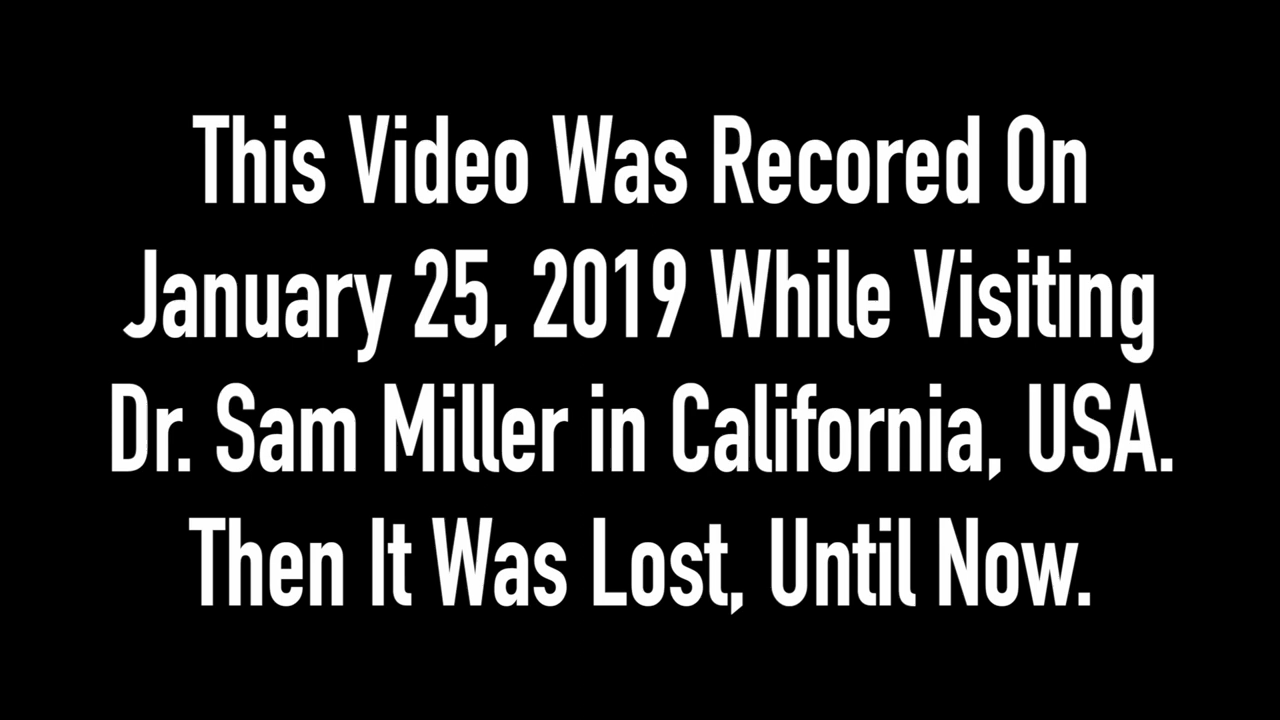 This Video Was Recored On
January 25, 2019 While Visiting
Dr. Sam Miller in California, USA.
Then It Was Lost, Until Now.